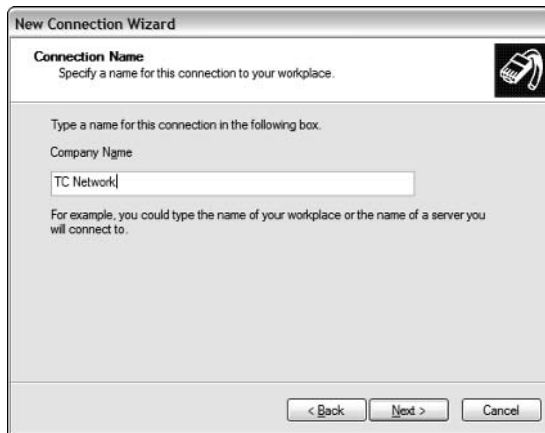 New Connection Wizard
Connection Name
Specify a name for this connection to your workplace.
Type a name for this connection in the following box.
Company Name
TC Network
For example, you could type the name of your workplace or the name of a server you
will connect to.
< Back
Next >
Cancel